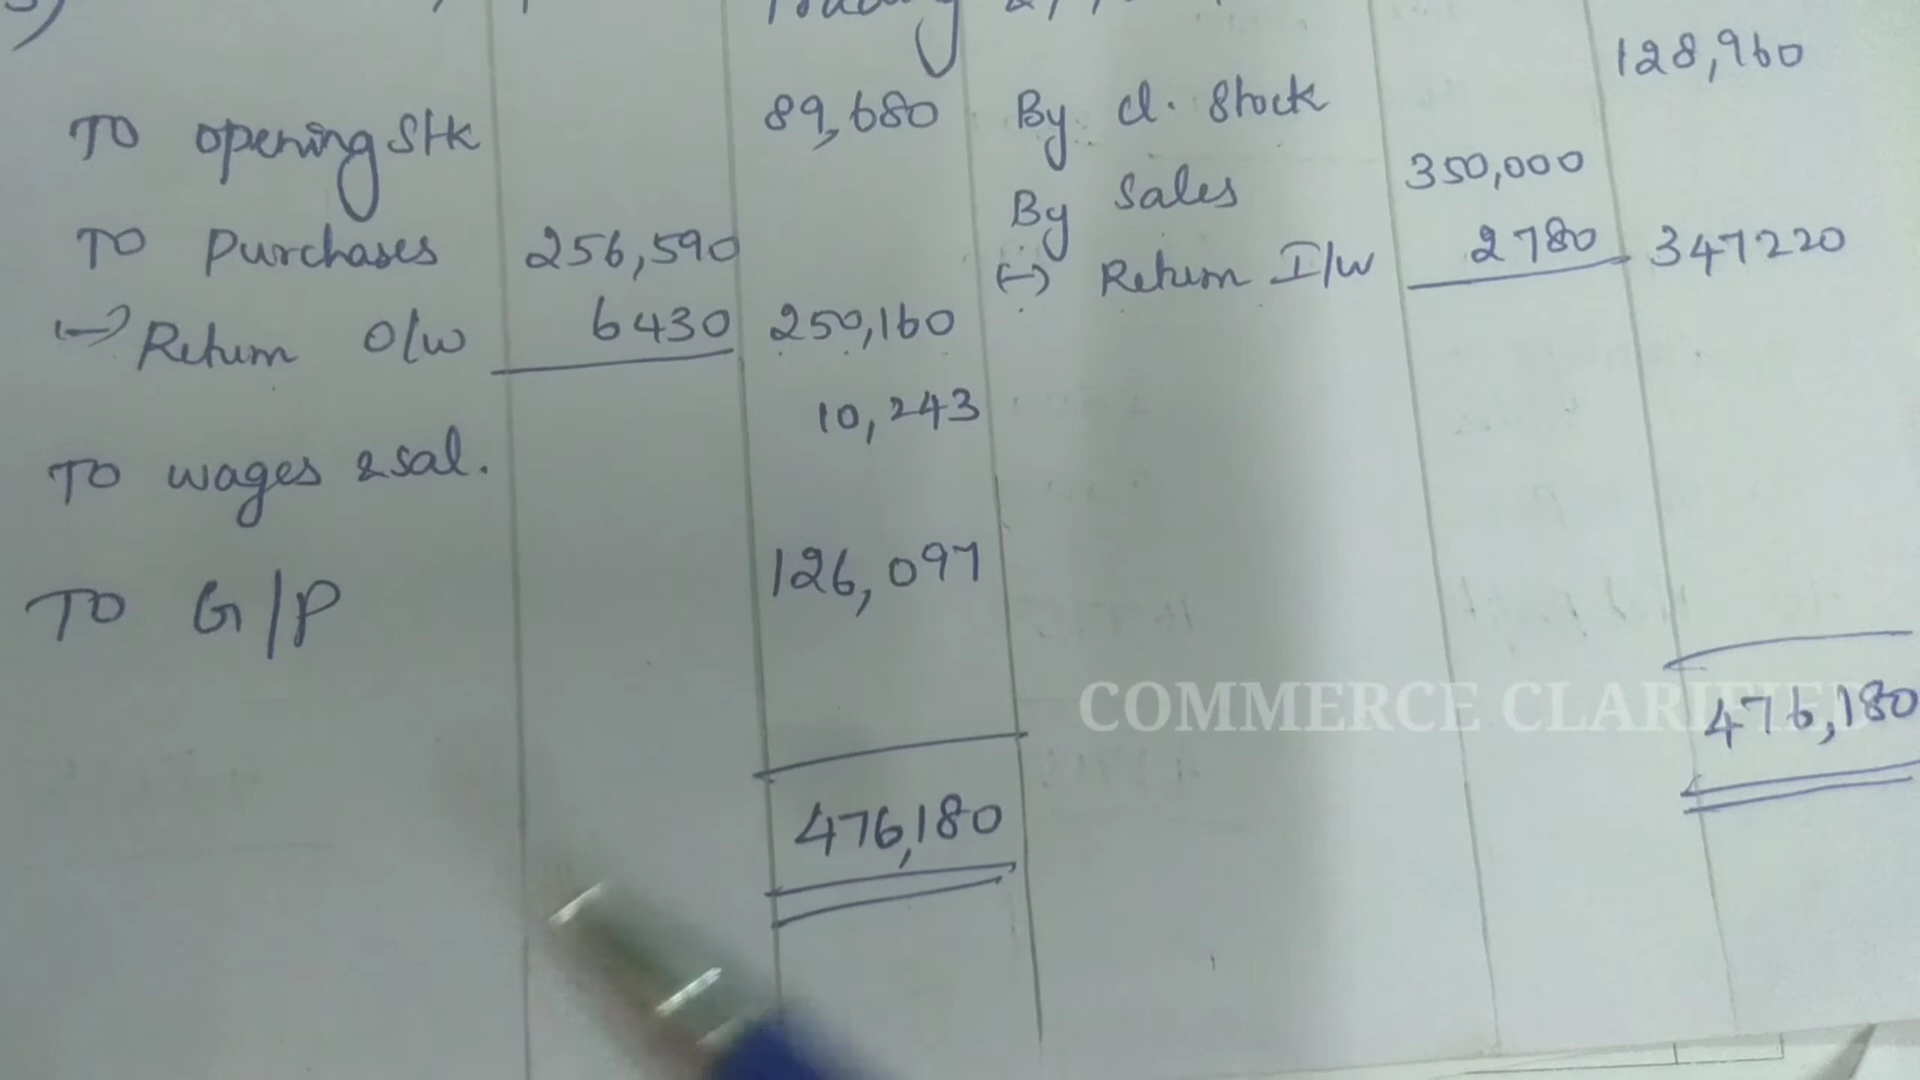 Trading
TO opening Stk 89,680 By cl. Stock 128,960
TO Purchases 256,590 By Sales 350,000
(-) Return O/W 6430 250,160 (-) Return I/W 2780 347220
TO wages & sal. 10,243
TO G/P 126,097
476,180 476,180
COMMERCE CLARIFIED